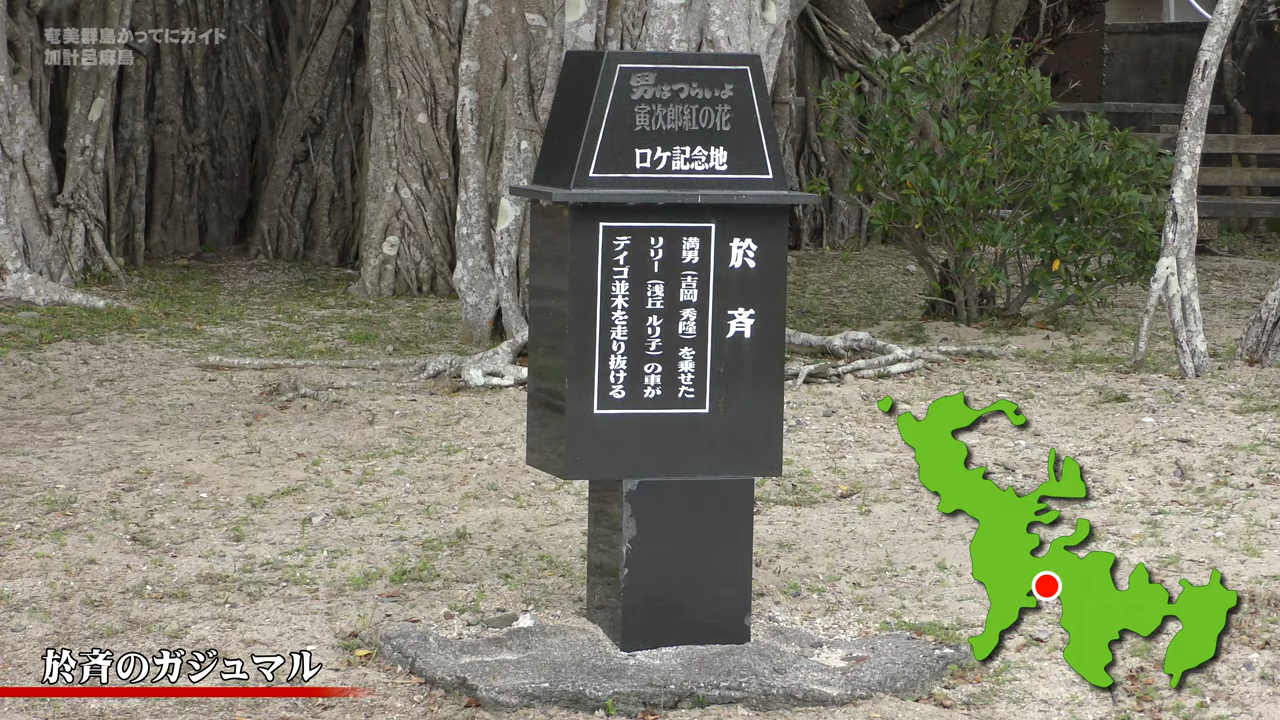 奄美群島かってにガイド
加計呂麻島
男はつらいよ
寅次郎紅の花
ロケ記念地
於斉
満男(吉岡 秀隆)を乗せた
リリー(浅丘 ルリ子)の車が
デイゴ並木を走り抜ける
於斉のガジュマル